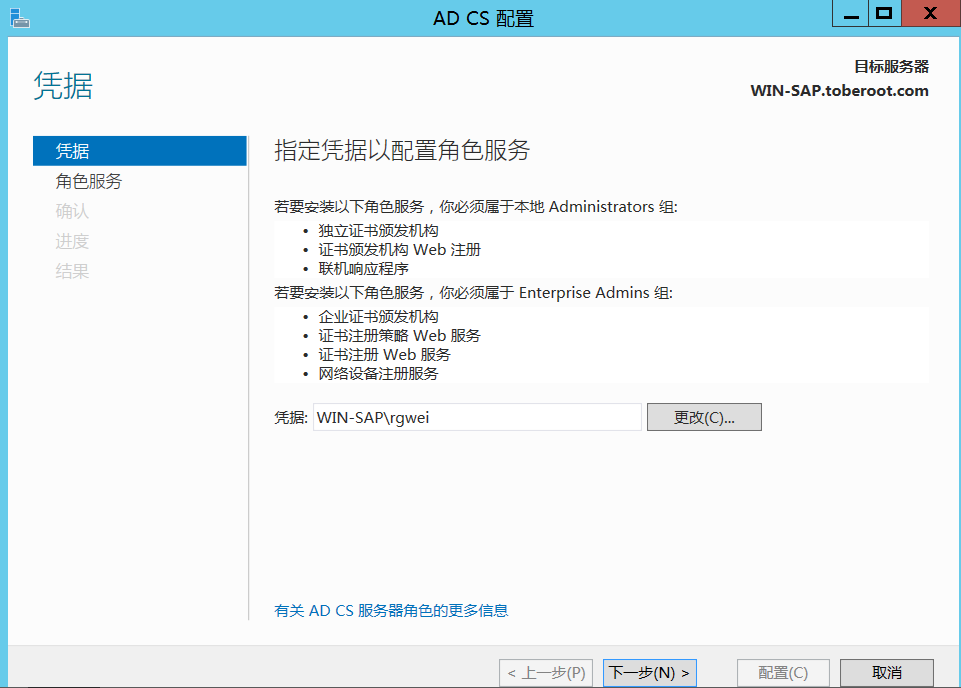 AD CS 配置
凭据
目标服务器
WIN-SAP.toberoot.com
凭据
角色服务
确认
进度
结果
指定凭据以配置角色服务
若要安装以下角色服务，你必须属于本地 Administrators 组:
• 独立证书颁发机构
• 证书颁发机构 Web 注册
• 联机响应程序
若要安装以下角色服务，你必须属于 Enterprise Admins 组:
• 企业证书颁发机构
• 证书注册策略 Web 服务
• 证书注册 Web 服务
• 网络设备注册服务
凭据: WIN-SAP\rgwei 更改(C)...
有关 AD CS 服务器角色的更多信息
< 上一步(P) 下一步(N) > 配置(C) 取消